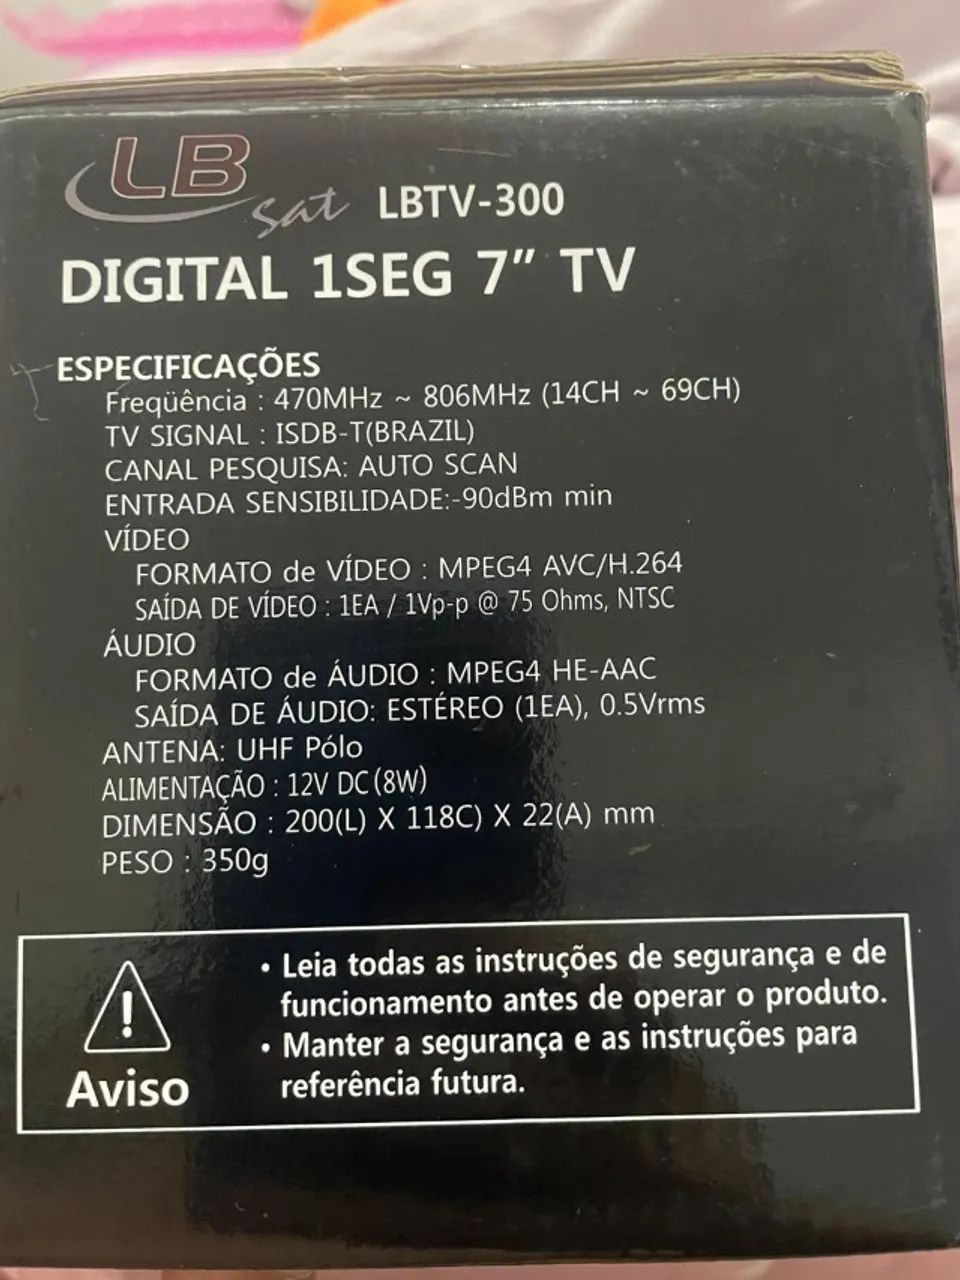 LB
sat LBTV-300
DIGITAL 1SEG 7" TV
ESPECIFICAÇÕES
Freqüência : 470MHz ~ 806MHz (14CH ~ 69CH)
TV SIGNAL : ISDB-T(BRAZIL)
CANAL PESQUISA: AUTO SCAN
ENTRADA SENSIBILIDADE:-90dBm min
VÍDEO
FORMATO de VÍDEO : MPEG4 AVC/H.264
SAÍDA DE VÍDEO : 1EA / 1Vp-p @ 75 Ohms, NTSC
ÁUDIO
FORMATO de ÁUDIO : MPEG4 HE-AAC
SAÍDA DE ÁUDIO: ESTÉREO (1EA), 0.5Vrms
ANTENA: UHF Pólo
ALIMENTAÇÃO : 12V DC(8W)
DIMENSÃO : 200(L) X 118C) X 22(A) mm
PESO : 350g
Aviso
• Leia todas as instruções de segurança e de
funcionamento antes de operar o produto.
• Manter a segurança e as instruções para
referência futura.